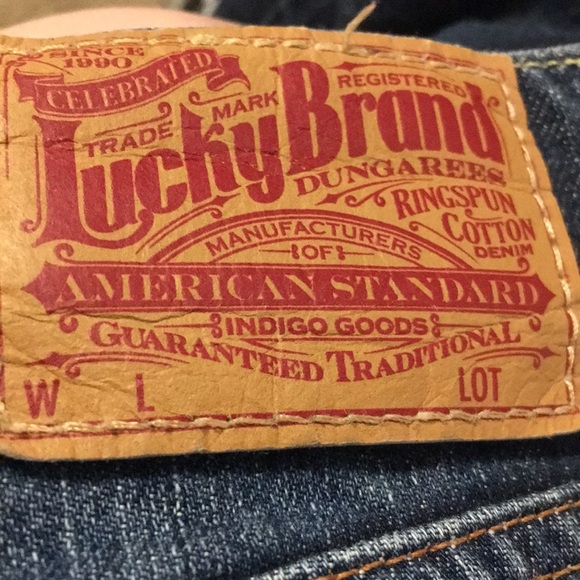 SINCE 1990
CELEBRATED
TRADE MARK REGISTERED
Lucky Brand
DUNGAREES
RINGSPUN
COTTON
DENIM
MANUFACTURERS
OF
AMERICAN STANDARD
INDIGO GOODS
GUARANTEED TRADITIONAL
W L LOT